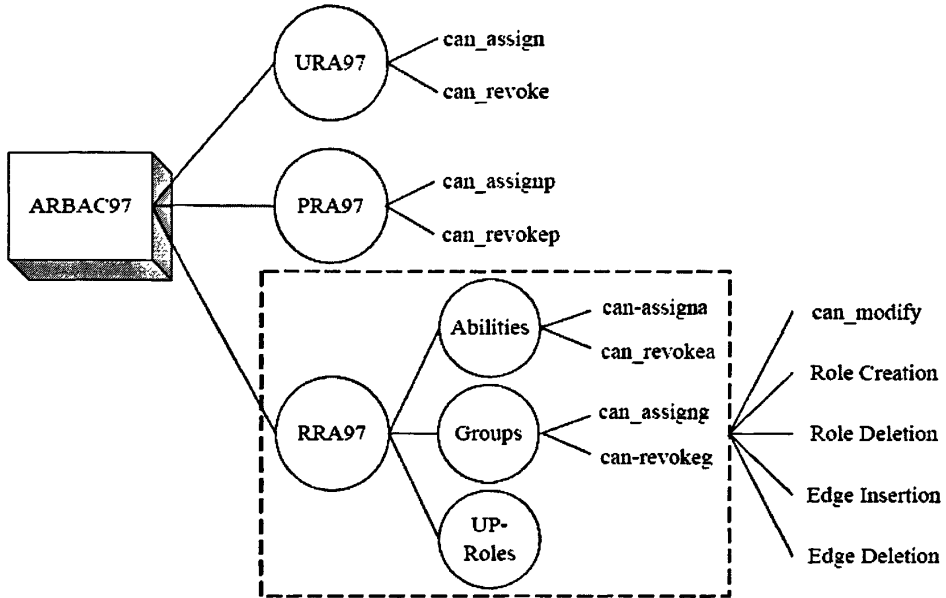 ARBAC97
URA97
can_assign
can_revoke
PRA97
can_assignp
can_revokep
RRA97
Abilities
can-assigna
can_revokea
Groups
can_assigng
can-revokeg
UP-
Roles
can_modify
Role Creation
Role Deletion
Edge Insertion
Edge Deletion